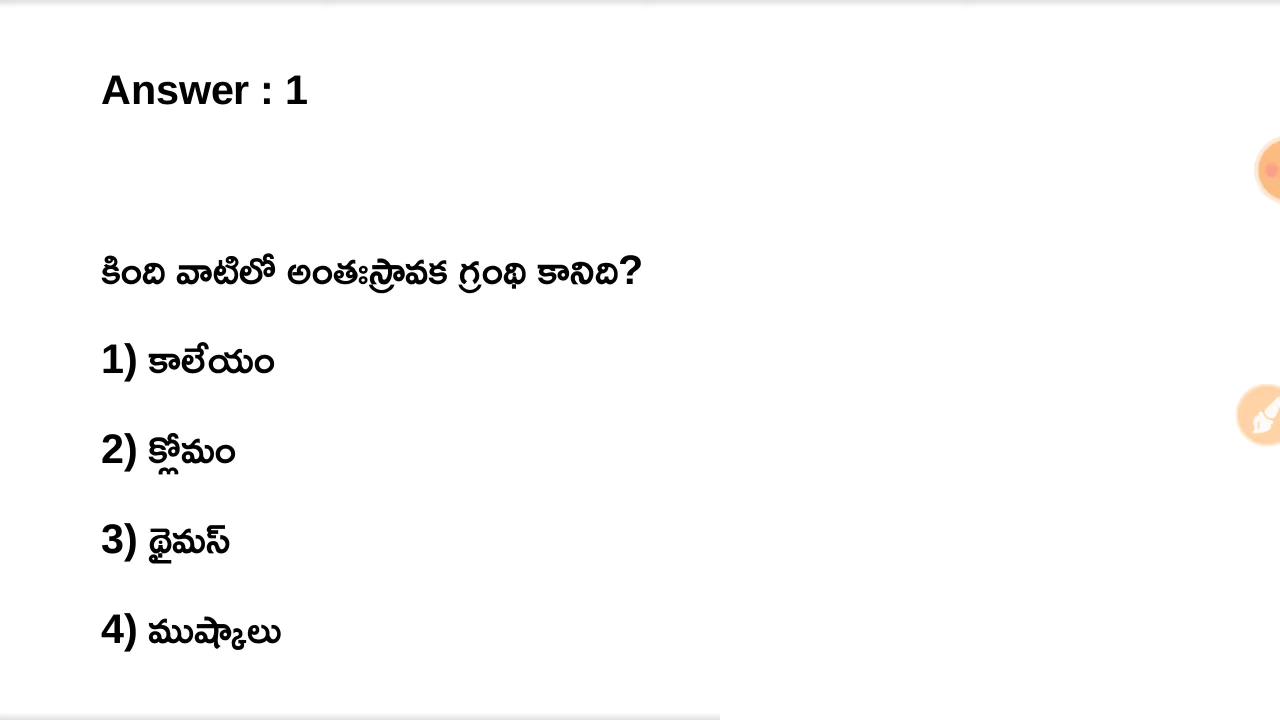 Answer : 1
కింది వాటిలో అంతఃస్రావక గ్రంథి కానిది?
1) కాలేయం
2) క్లోమం
3) థైమస్
4) ముష్కాలు